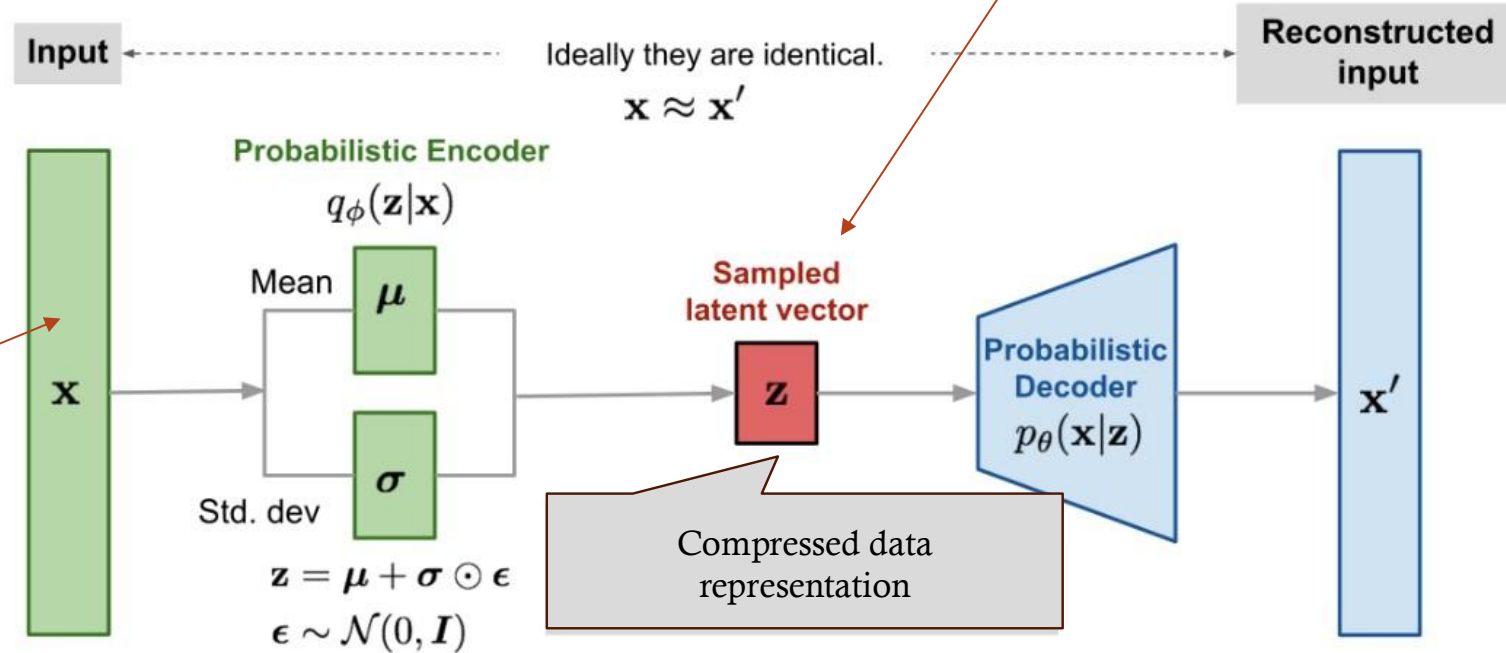 Input
Ideally they are identical.
x ≈ x′
Reconstructed
input
Probabilistic Encoder
qϕ(z|x)
Mean
μ
x
σ
Std. dev
z = μ + σ ⊙ ϵ
ϵ ∼ 𝒩(0, I)
Sampled
latent vector
z
Compressed data
representation
Probabilistic
Decoder
pθ(x|z)
x′